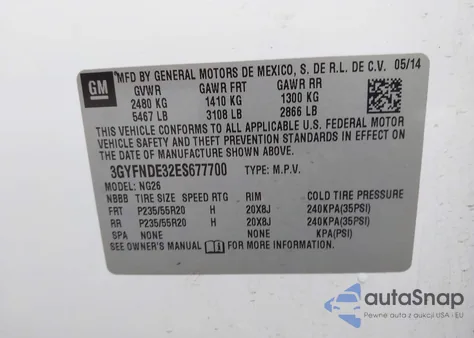 GM
MFD BY GENERAL MOTORS DE MEXICO, S. DE R.L. DE C.V. 05/14
GVWR GAWR FRT GAWR RR
2480 KG 1410 KG 1300 KG
5467 LB 3108 LB 2866 LB
THIS VEHICLE CONFORMS TO ALL APPLICABLE U.S. FEDERAL MOTOR
VEHICLE SAFETY AND THEFT PREVENTION STANDARDS IN EFFECT ON
THE DATE OF MANUFACTURE SHOWN ABOVE.
3GYFNDE32ES677700 TYPE: M.P.V.
MODEL: NG26
NBBB TIRE SIZE SPEED RTG RIM COLD TIRE PRESSURE
FRT P235/55R20 H 20X8J 240KPA(35PSI)
RR P235/55R20 H 20X8J 240KPA(35PSI)
SPA NONE NONE KPA(PSI)
SEE OWNER'S MANUAL FOR MORE INFORMATION.
autaSnap
Pewne auta z aukcji USA i EU